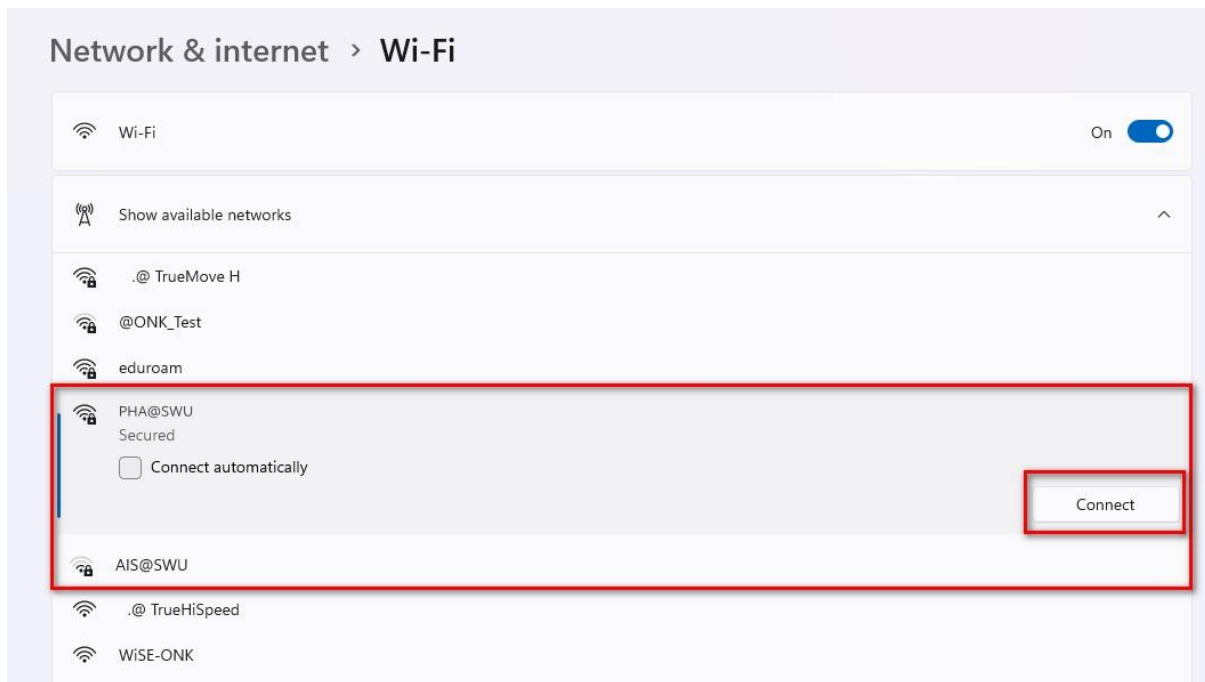 Network & internet > Wi-Fi
Wi-Fi
On
Show available networks
.@ TrueMove H
@ONK_Test
eduroam
PHA@SWU
Secured
Connect automatically
Connect
AIS@SWU
.@ TrueHiSpeed
WiSE-ONK